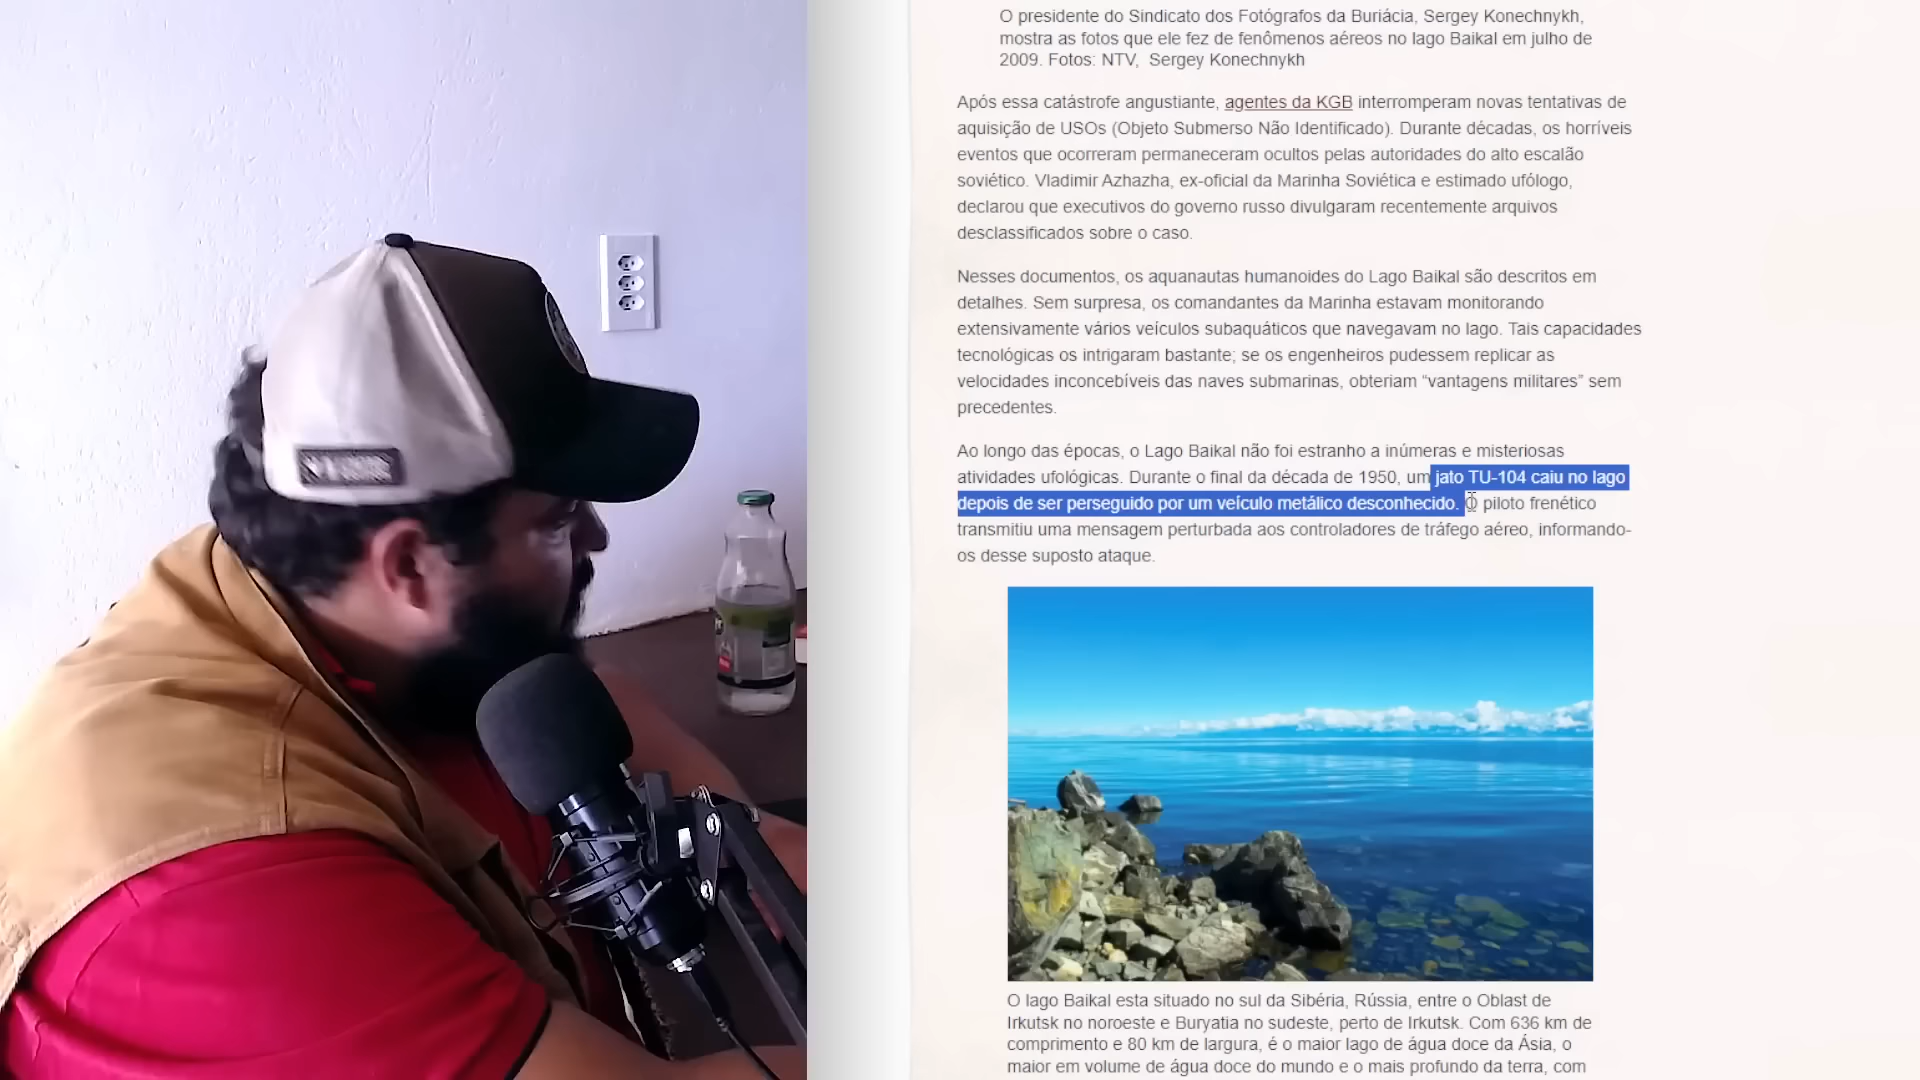 O presidente do Sindicato dos Fotógrafos da Buriácia, Sergey Konechnykh,
mostra as fotos que ele fez de fenômenos aéreos no lago Baikal em julho de
2009. Fotos: NTV, Sergey Konechnykh
Após essa catástrofe angustiante, agentes da KGB interromperam novas tentativas de
aquisição de USOs (Objeto Submerso Não Identificado). Durante décadas, os horríveis
eventos que ocorreram permaneceram ocultos pelas autoridades do alto escalão
soviético. Vladimir Azhazha, ex-oficial da Marinha Soviética e estimado ufólogo,
declarou que executivos do governo russo divulgaram recentemente arquivos
desclassificados sobre o caso.
Nesses documentos, os aquanautas humanoides do Lago Baikal são descritos em
detalhes. Sem surpresa, os comandantes da Marinha estavam monitorando
extensivamente vários veículos subaquáticos que navegavam no lago. Tais capacidades
tecnológicas os intrigaram bastante; se os engenheiros pudessem replicar as
velocidades inconcebíveis das naves submarinas, obteriam “vantagens militares” sem
precedentes.
Ao longo das épocas, o Lago Baikal não foi estranho a inúmeras e misteriosas
atividades ufológicas. Durante o final da década de 1950, um jato TU-104 caiu no lago
depois de ser perseguido por um veículo metálico desconhecido. O piloto frenético
transmitiu uma mensagem perturbada aos controladores de tráfego aéreo, informando-
os desse suposto ataque.
O lago Baikal esta situado no sul da Sibéria, Rússia, entre o Oblast de
Irkutsk no noroeste e Buryatia no sudeste, perto de Irkutsk. Com 636 km de
comprimento e 80 km de largura, é o maior lago de água doce da Ásia, o
maior em volume de água doce do mundo e o mais profundo da terra, com